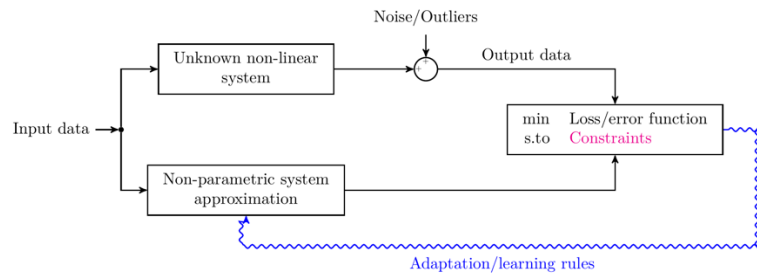 Noise/Outliers
Unknown non-linear
system
+
+
Output data
Input data
min Loss/error function
s.to Constraints
Non-parametric system
approximation
Adaptation/learning rules